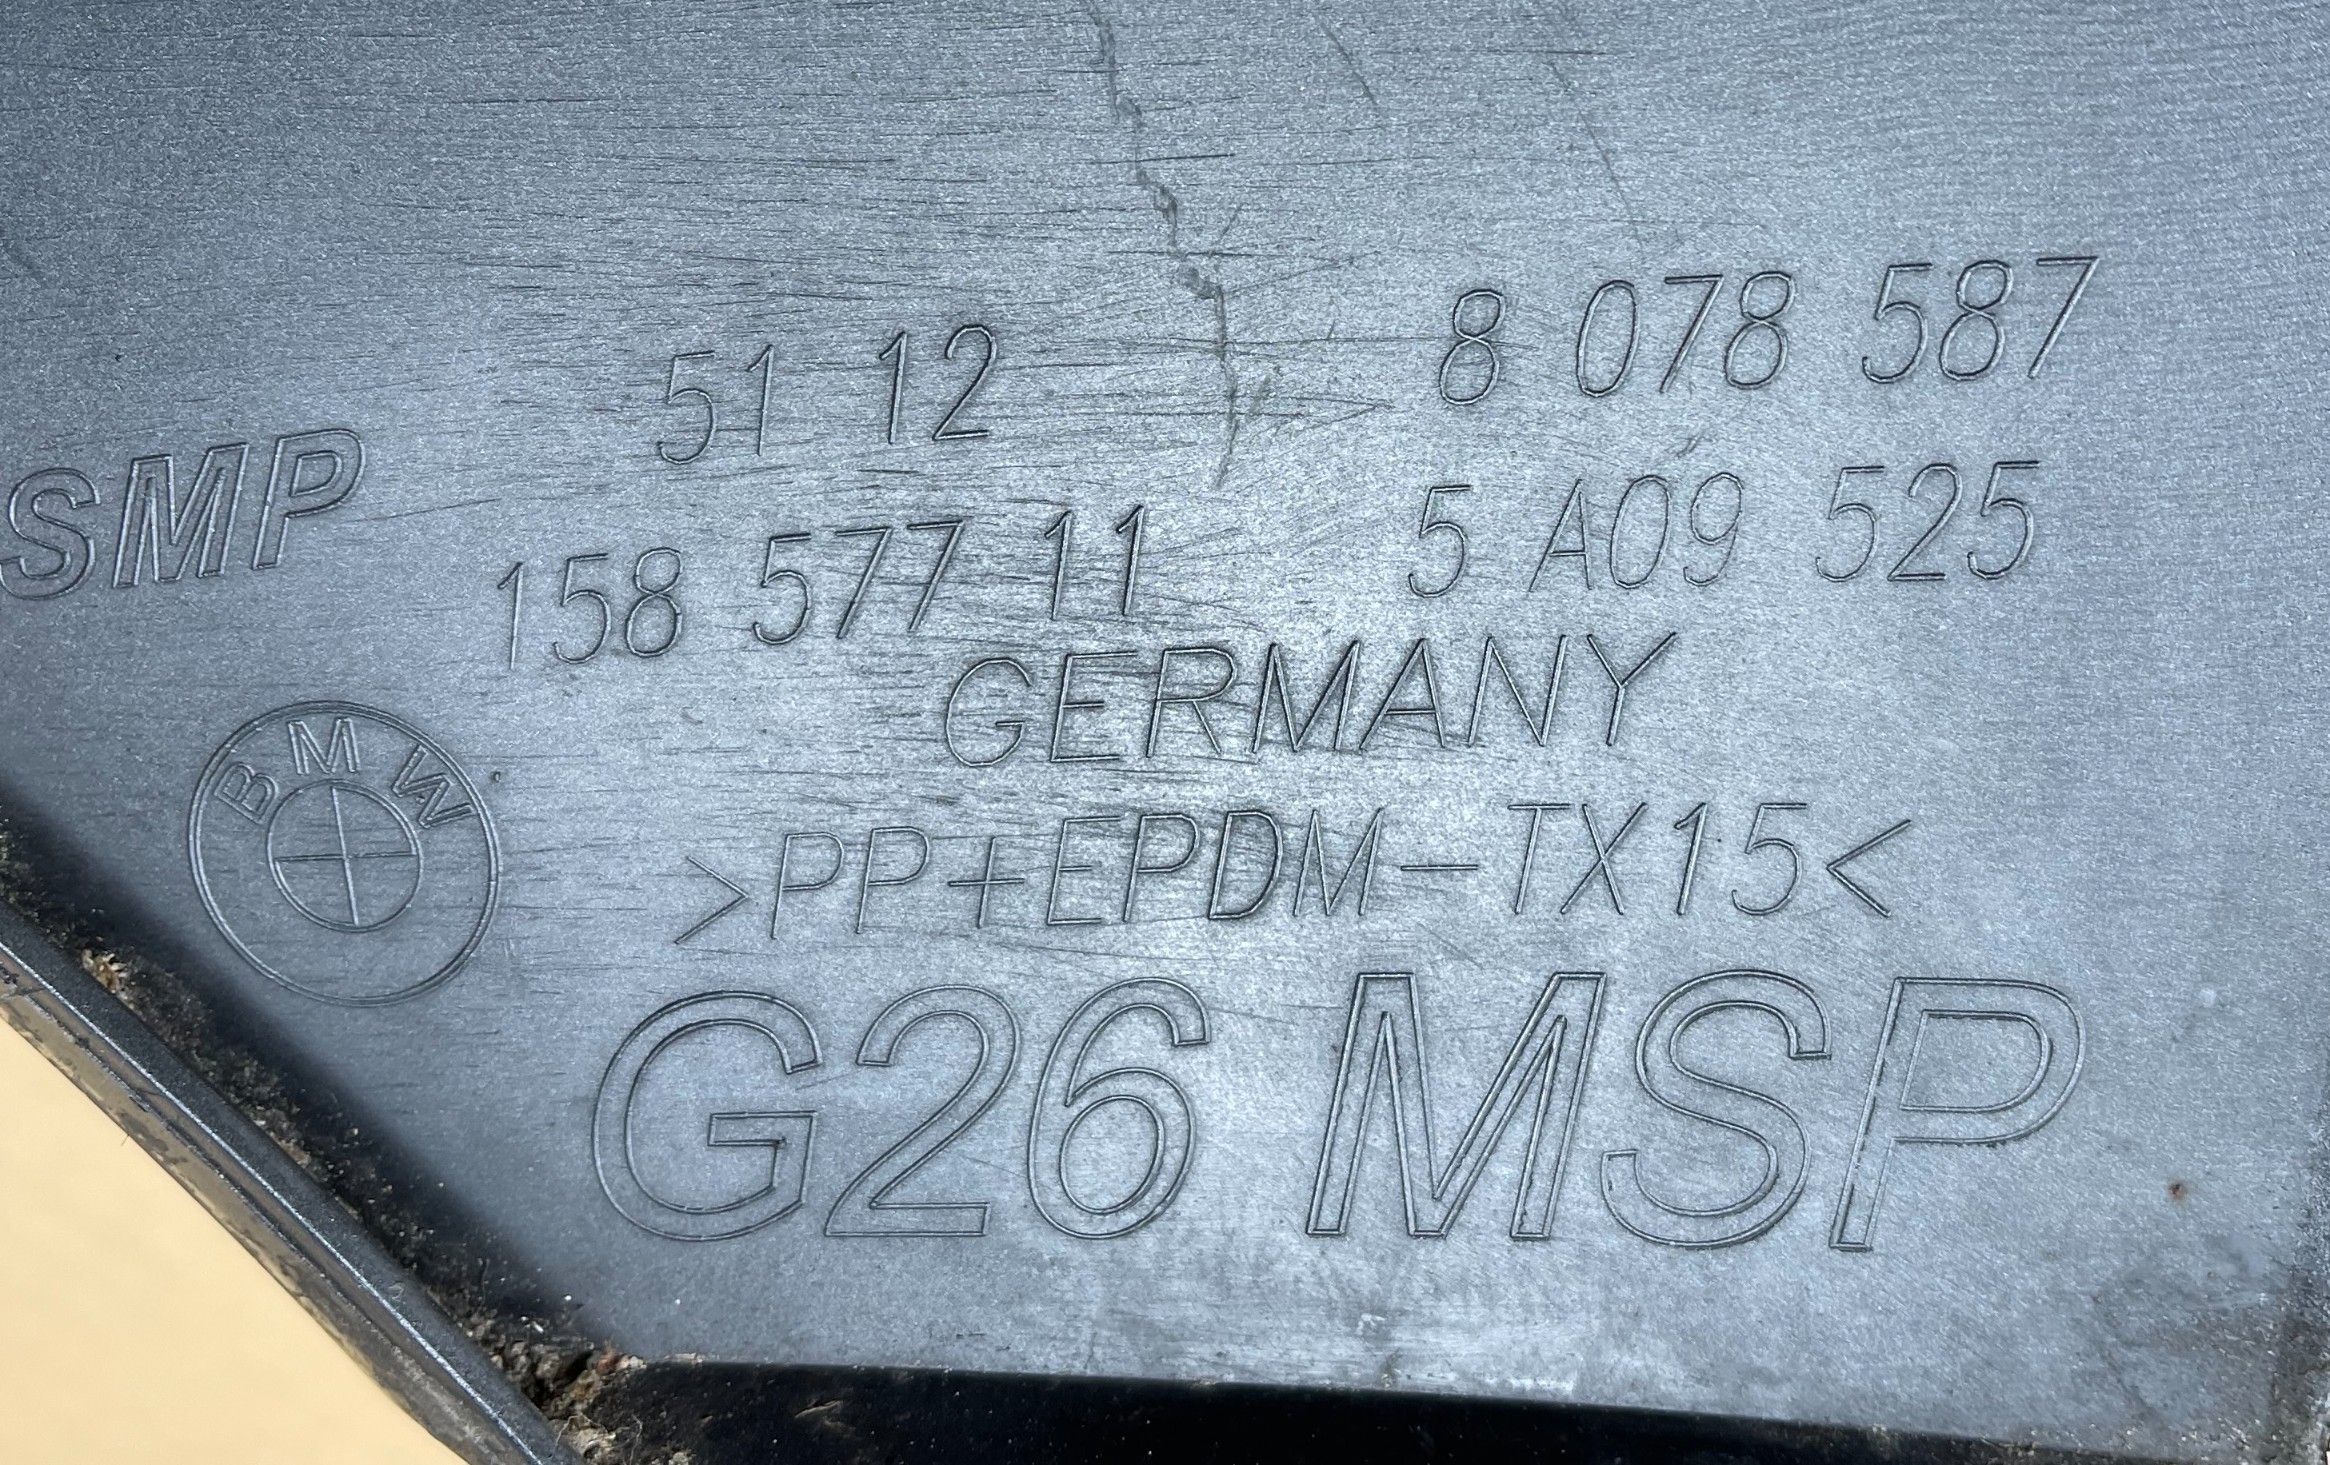 51 12 8 078 587
SMP
158 577 11 5 A09 525
GERMANY
BMW
>PP+EPDM-TX15<
G26 MSP